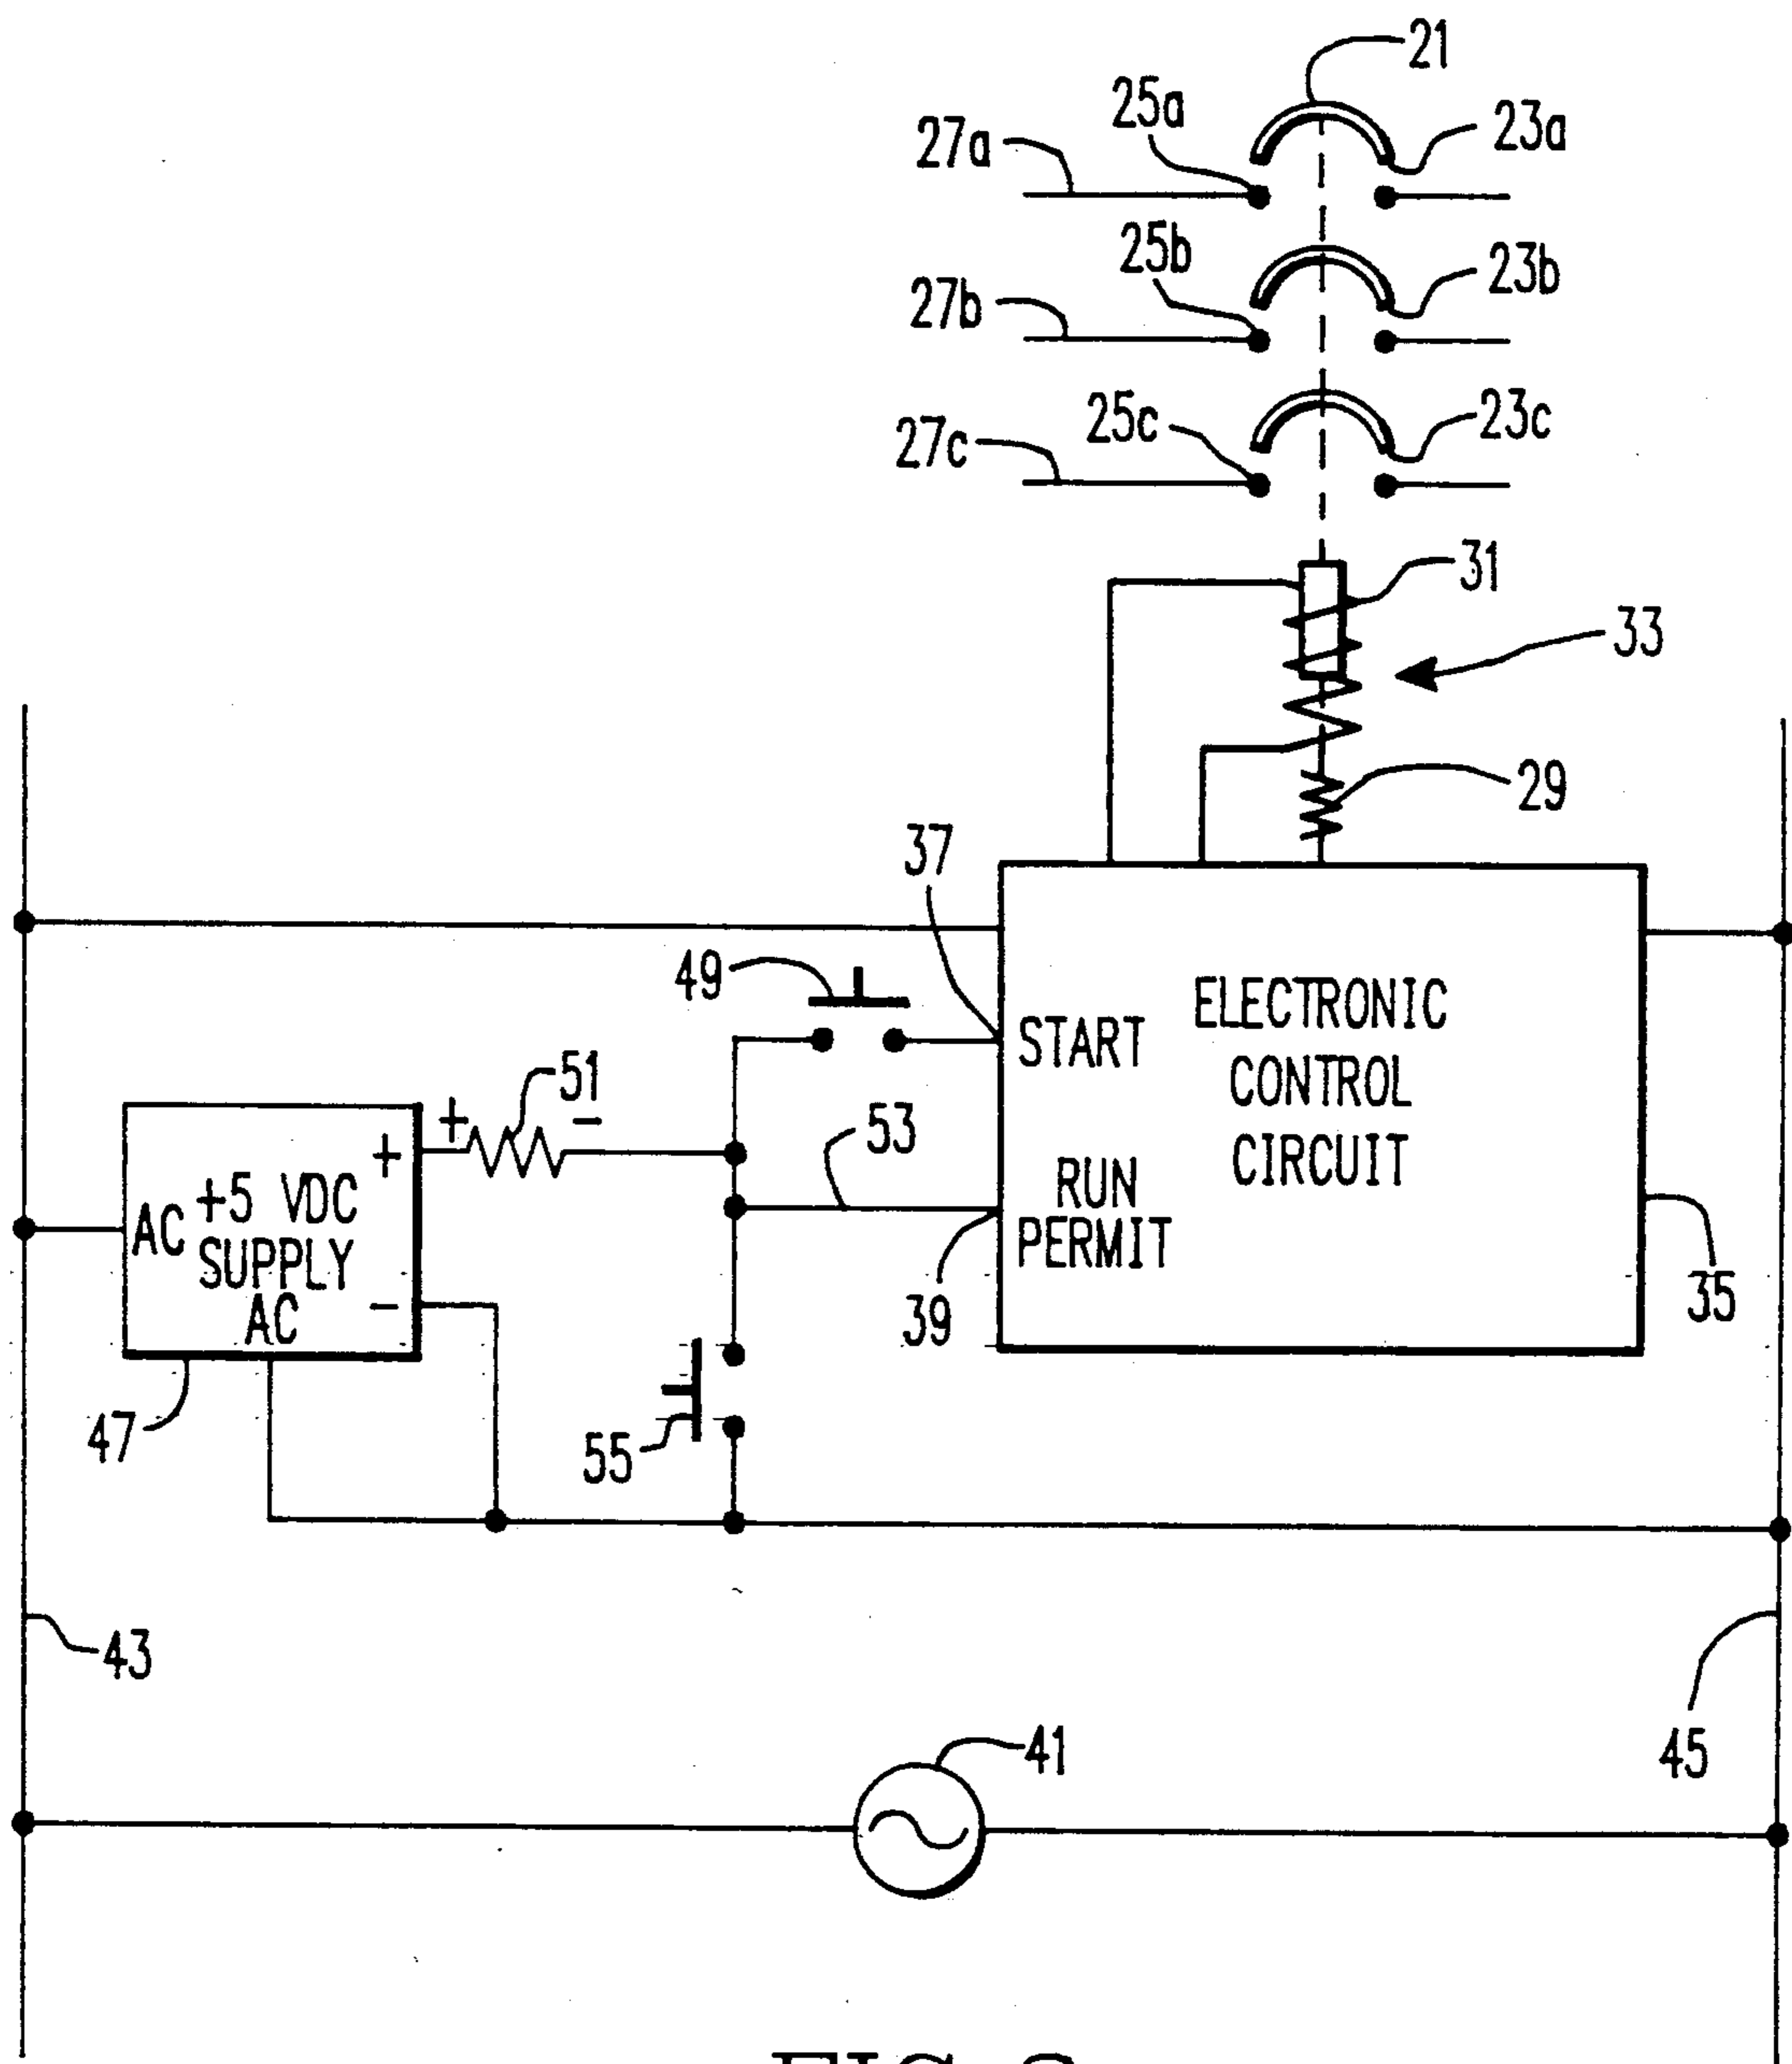 21
25a
23a
27a
25b
23b
27b
25c
23c
27c
31
33
29
37
49
START
ELECTRONIC
CONTROL
CIRCUIT
51
+
-
53
RUN
PERMIT
+
+5 VDC
AC
SUPPLY
AC
-
39
35
47
55
43
45
41